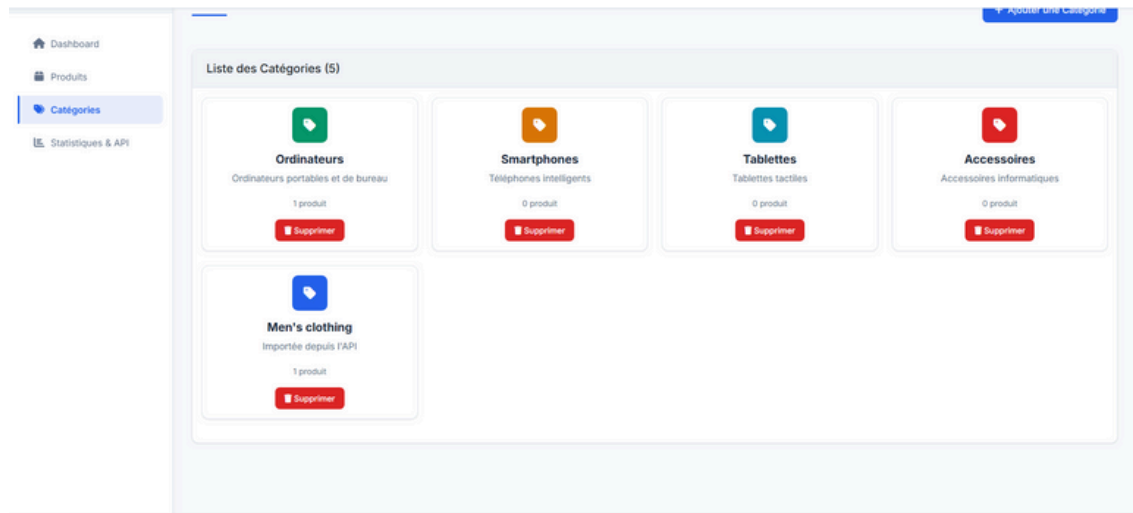 + Ajouter une Catégorie
Dashboard
Produits
Catégories
Statistiques & API
Liste des Catégories (5)
Ordinateurs
Ordinateurs portables et de bureau
1 produit
Supprimer
Smartphones
Téléphones intelligents
0 produit
Supprimer
Tablettes
Tablettes tactiles
0 produit
Supprimer
Accessoires
Accessoires informatiques
0 produit
Supprimer
Men's clothing
Importée depuis l'API
1 produit
Supprimer